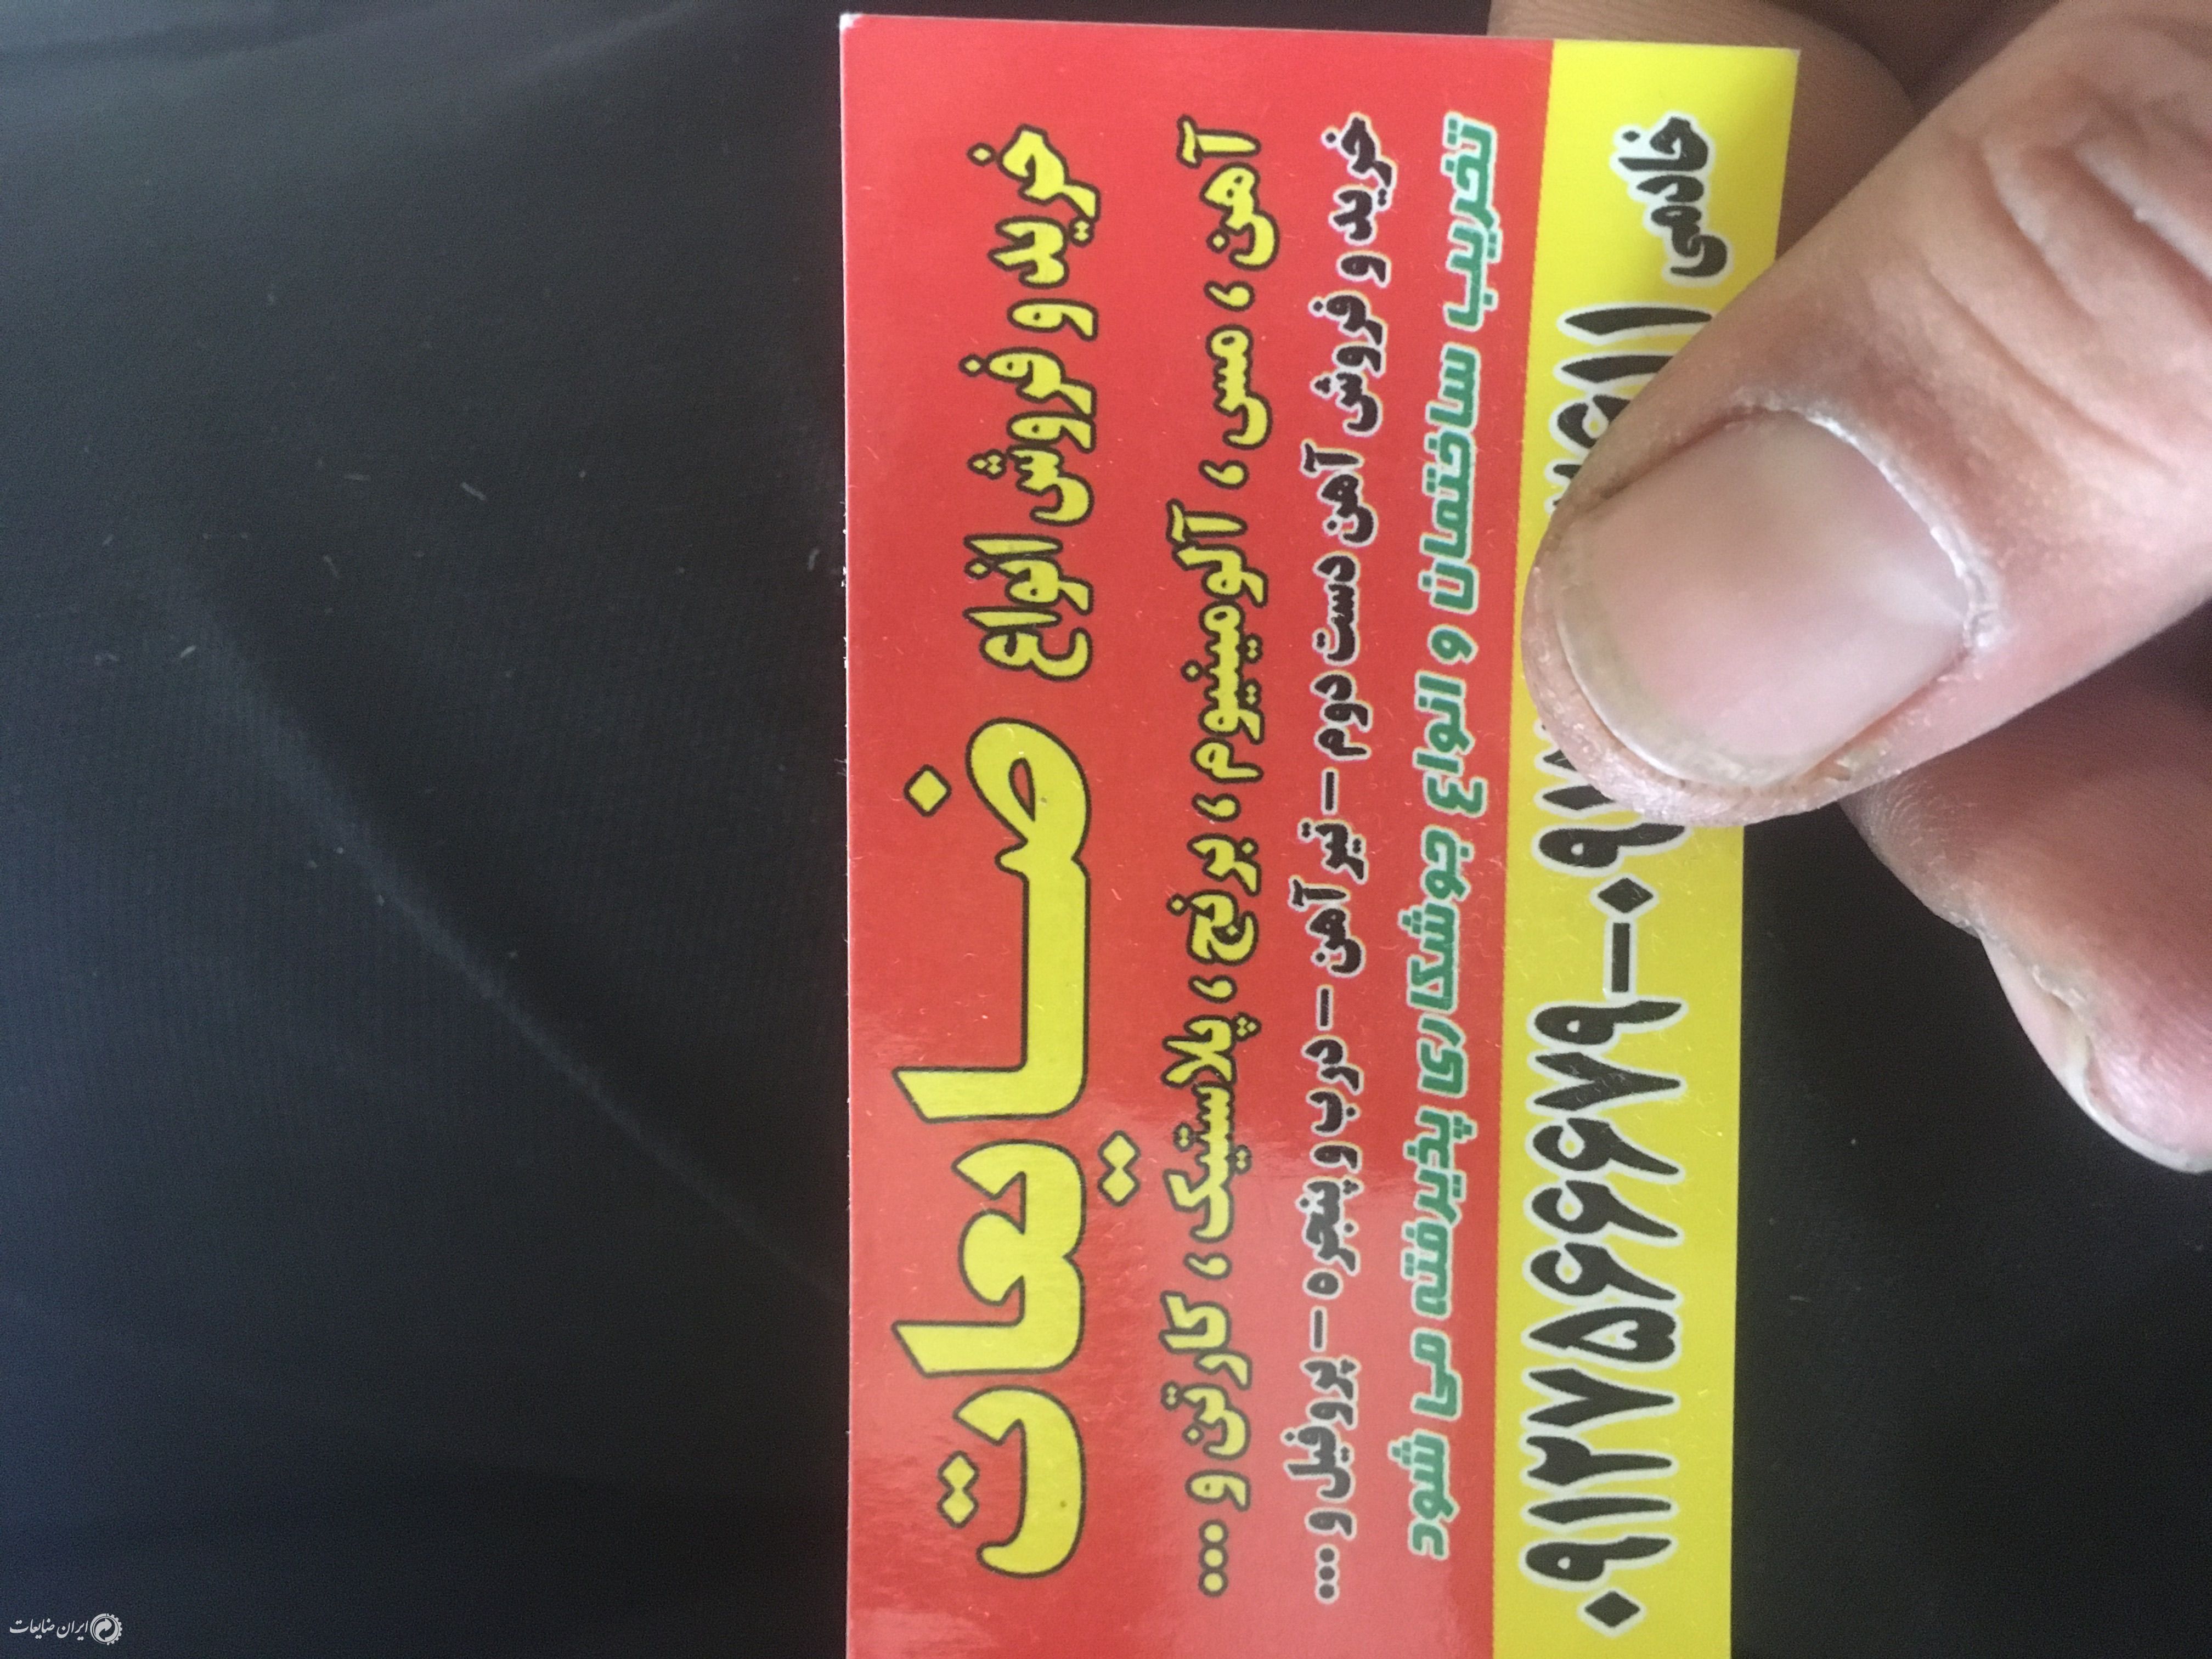 خرید و فروش انواع
ضایعات
آهن ، مس ، آلومینیوم ، برنج ، پلاستیک ، کارتن و ...
خرید و فروش آهن دست دوم – تیر آهن – درب و پنجره – پروفیل و ...
تخریب ساختمان و انواع جوشکاری پذیرفته می شود
خادمی
۰۹۱۲۷۵۶۶۶۷۹ –
ایران ضایعات